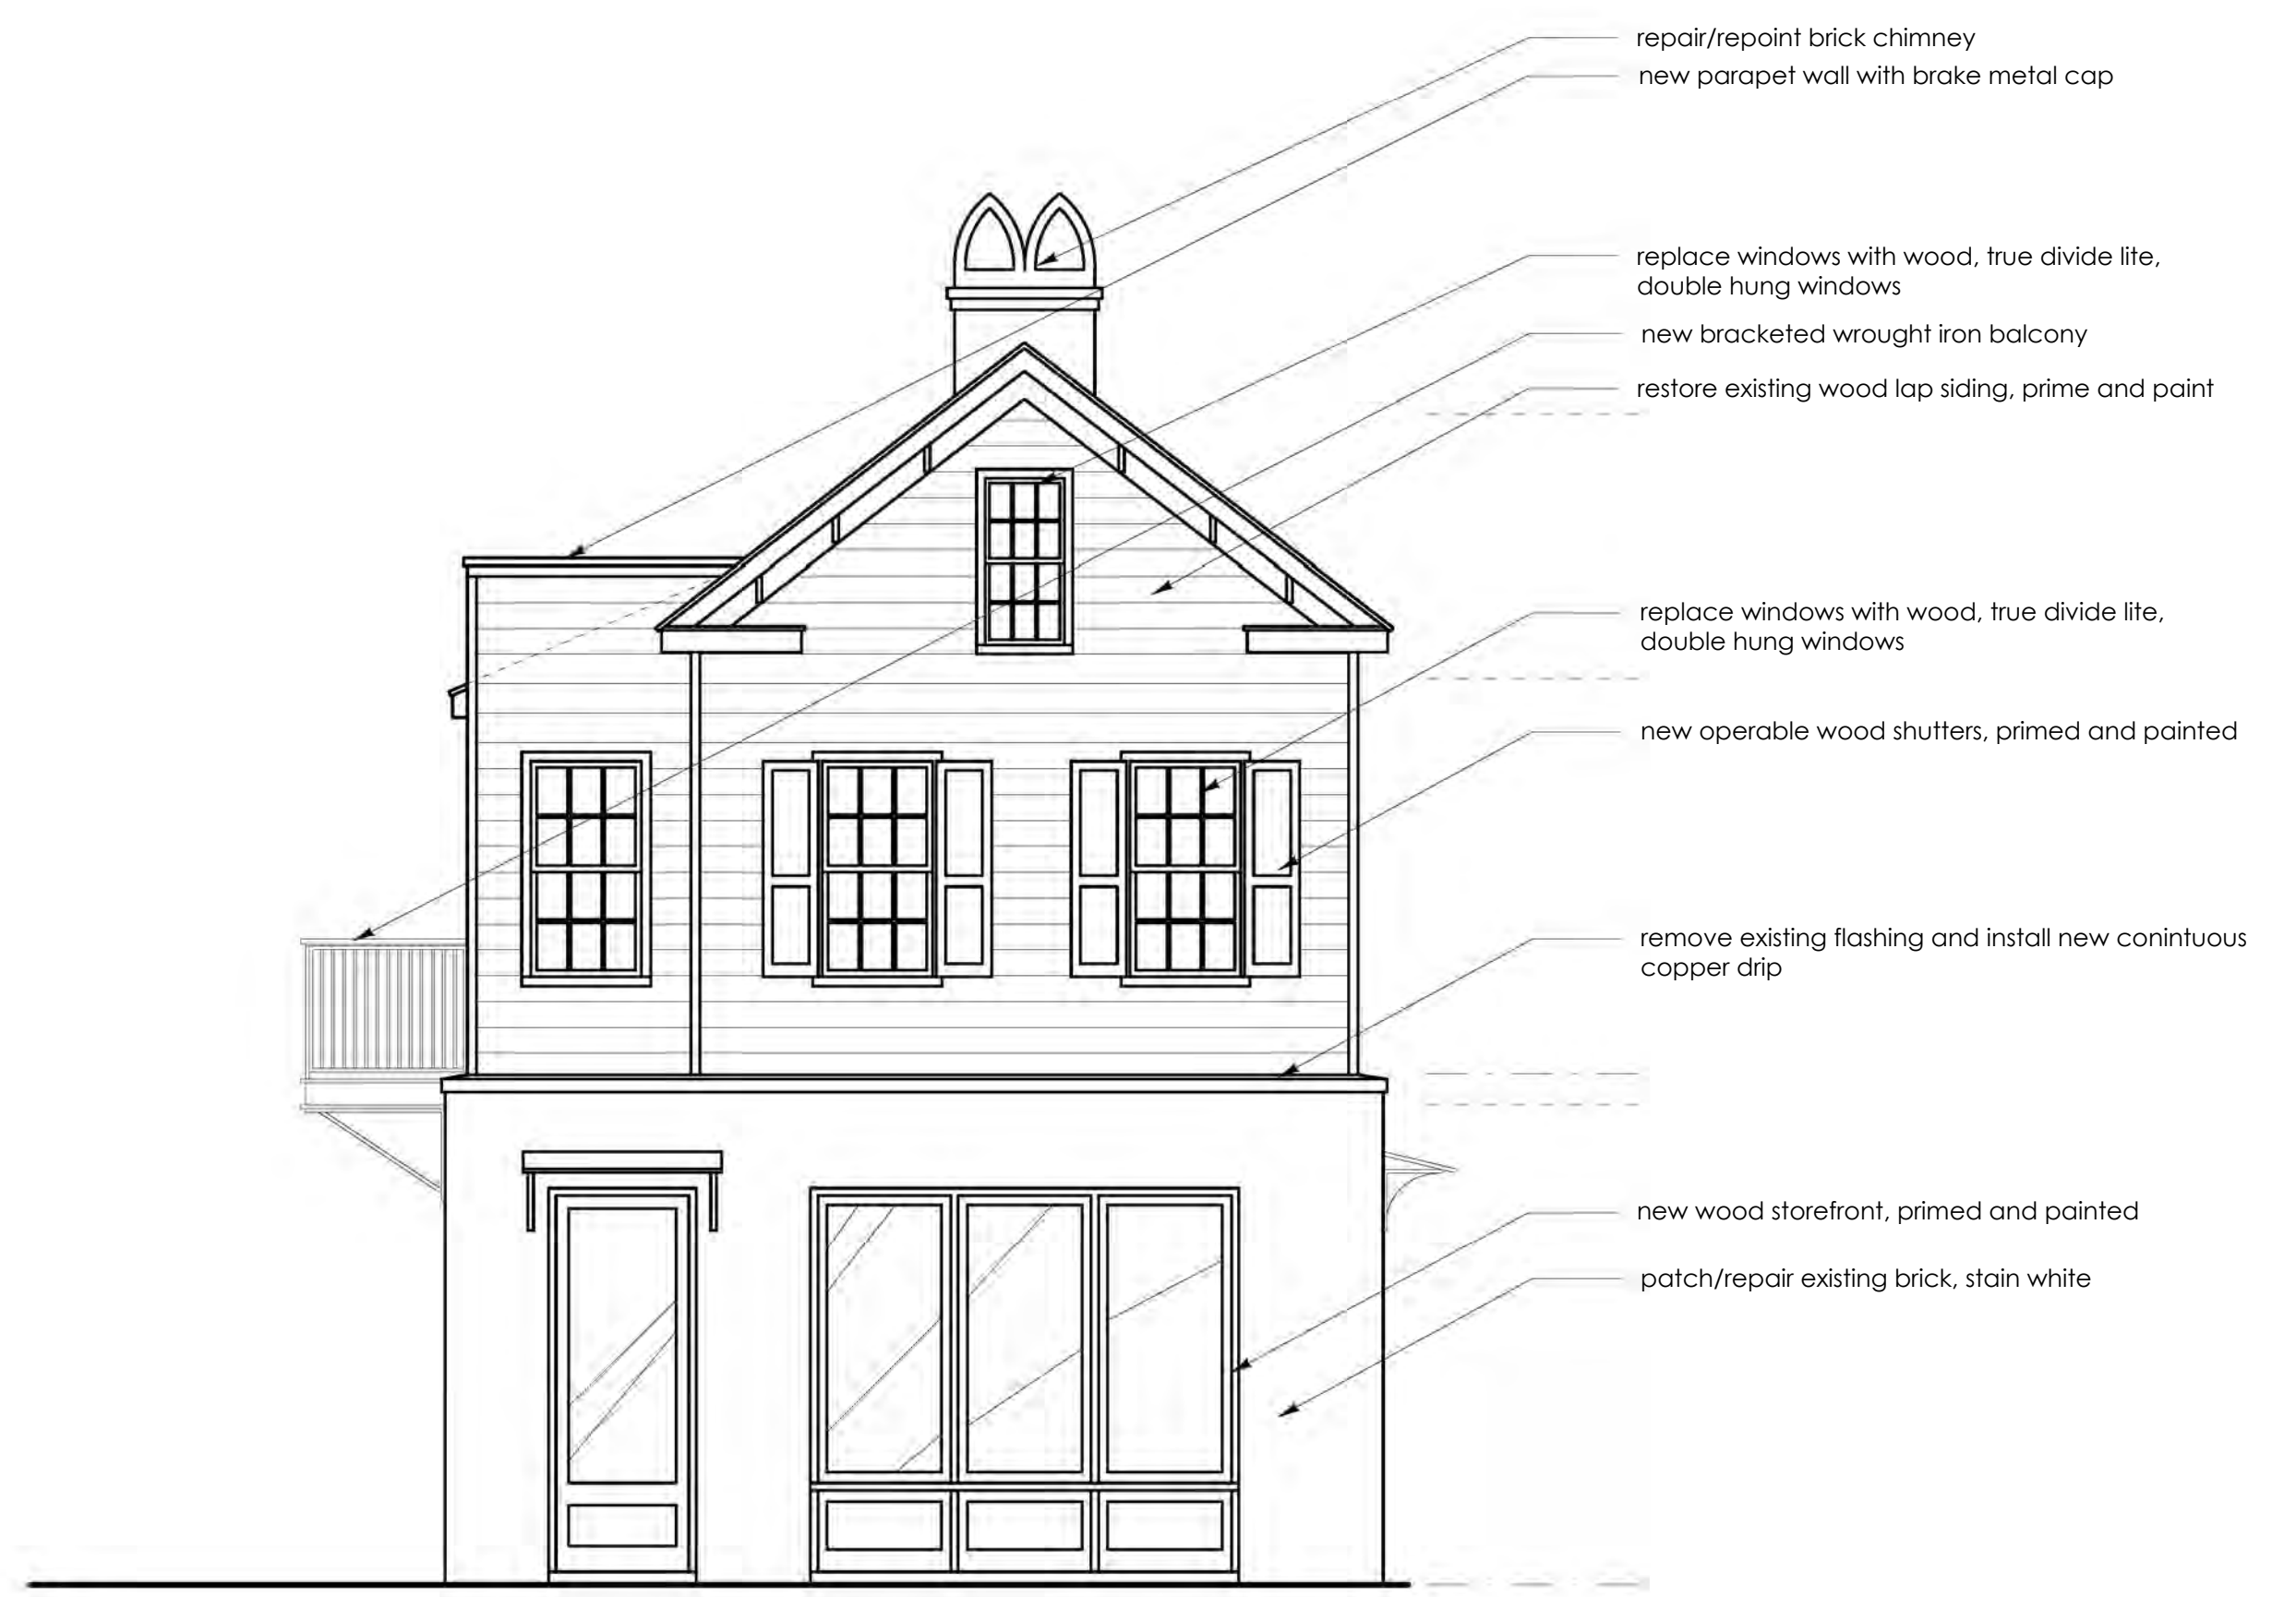 repair/repoint brick chimney
new parapet wall with brake metal cap
replace windows with wood, true divide lite,
double hung windows
new bracketed wrought iron balcony
restore existing wood lap siding, prime and paint
replace windows with wood, true divide lite,
double hung windows
new operable wood shutters, primed and painted
remove existing flashing and install new conintuous
copper drip
new wood storefront, primed and painted
patch/repair existing brick, stain white